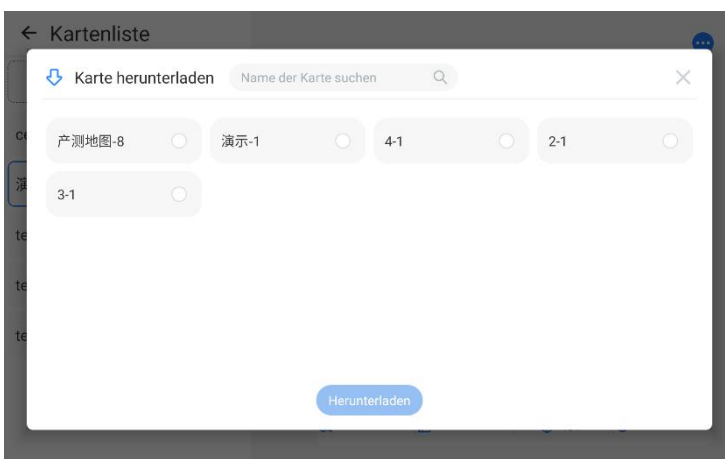 Kartenliste
Karte herunterladen
Name der Karte suchen
产测地图-8
演示-1
4-1
2-1
3-1
Herunterladen